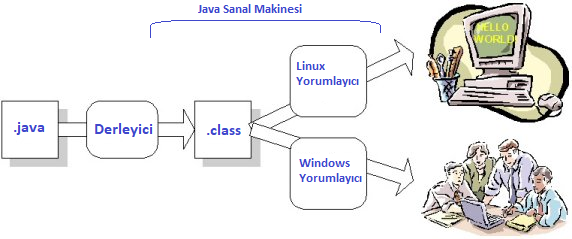 Java Sanal Makinesi
HELLO
WORLD!
Linux
Yorumlayıcı
.java
Derleyici
.class
Windows
Yorumlayıcı